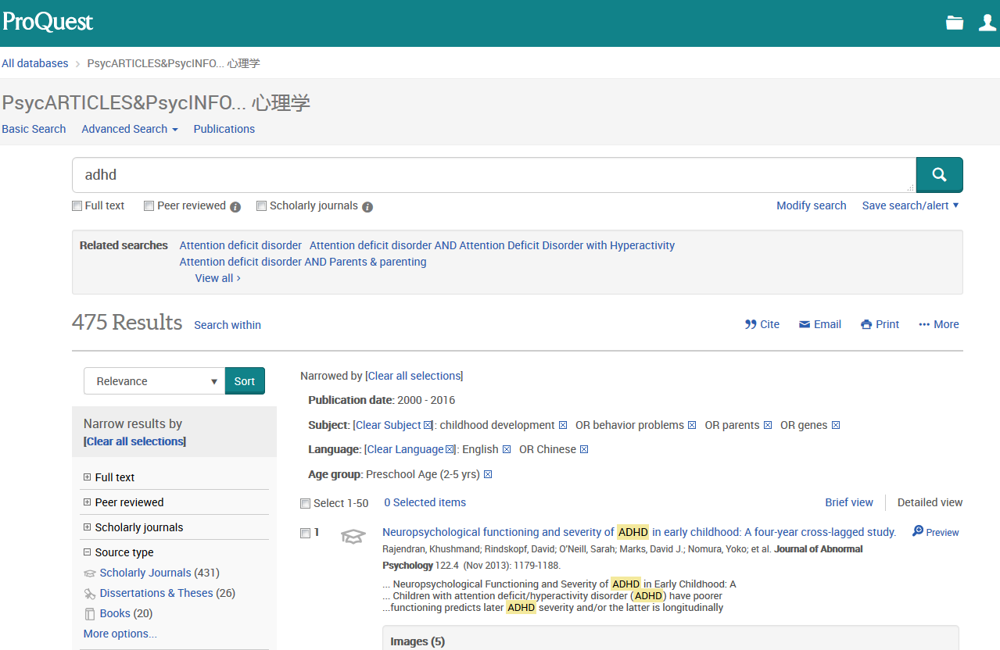 ProQuest
All databases > PsycARTICLES&PsycINFO... 心理学
PsycARTICLES&PsycINFO... 心理学
Basic Search Advanced Search Publications
adhd
Full text Peer reviewed Scholarly journals Modify search Save search/alert
Related searches Attention deficit disorder Attention deficit disorder AND Attention Deficit Disorder with Hyperactivity
Attention deficit disorder AND Parents & parenting
View all >
475 Results Search within Cite Email Print More
Relevance Sort
Narrow results by
[Clear all selections]
Full text
Peer reviewed
Scholarly journals
Source type
Scholarly Journals (431)
Dissertations & Theses (26)
Books (20)
More options...
Narrowed by [Clear all selections]
Publication date: 2000 - 2016
Subject: [Clear Subject]: childhood development OR behavior problems OR parents OR genes
Language: [Clear Language]: English OR Chinese
Age group: Preschool Age (2-5 yrs)
Select 1-50 0 Selected items Brief view Detailed view
1 Neuropsychological functioning and severity of ADHD in early childhood: A four-year cross-lagged study. Preview
Rajendran, Khushmand; Rindskopf, David; O'Neill, Sarah; Marks, David J.; Nomura, Yoko; et al. Journal of Abnormal
Psychology 122.4 (Nov 2013): 1179-1188.
... Neuropsychological Functioning and Severity of ADHD in Early Childhood: A
... Children with attention deficit/hyperactivity disorder (ADHD) have poorer
...functioning predicts later ADHD severity and/or the latter is longitudinally
Images (5)